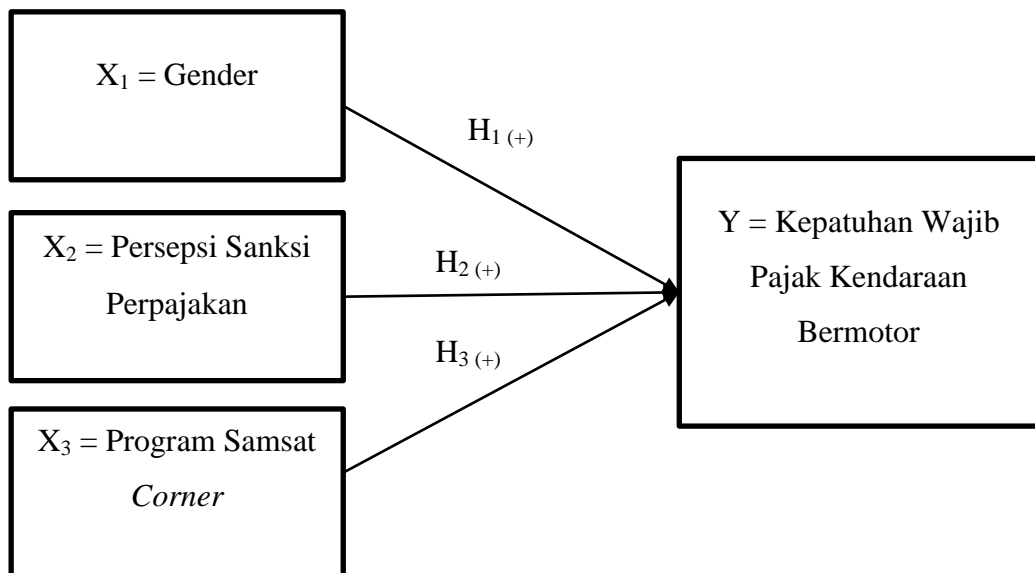 X₁ = Gender
H₁ (+)
X₂ = Persepsi Sanksi
Perpajakan
H₂ (+)
Y = Kepatuhan Wajib
Pajak Kendaraan
Bermotor
H₃ (+)
X₃ = Program Samsat
Corner